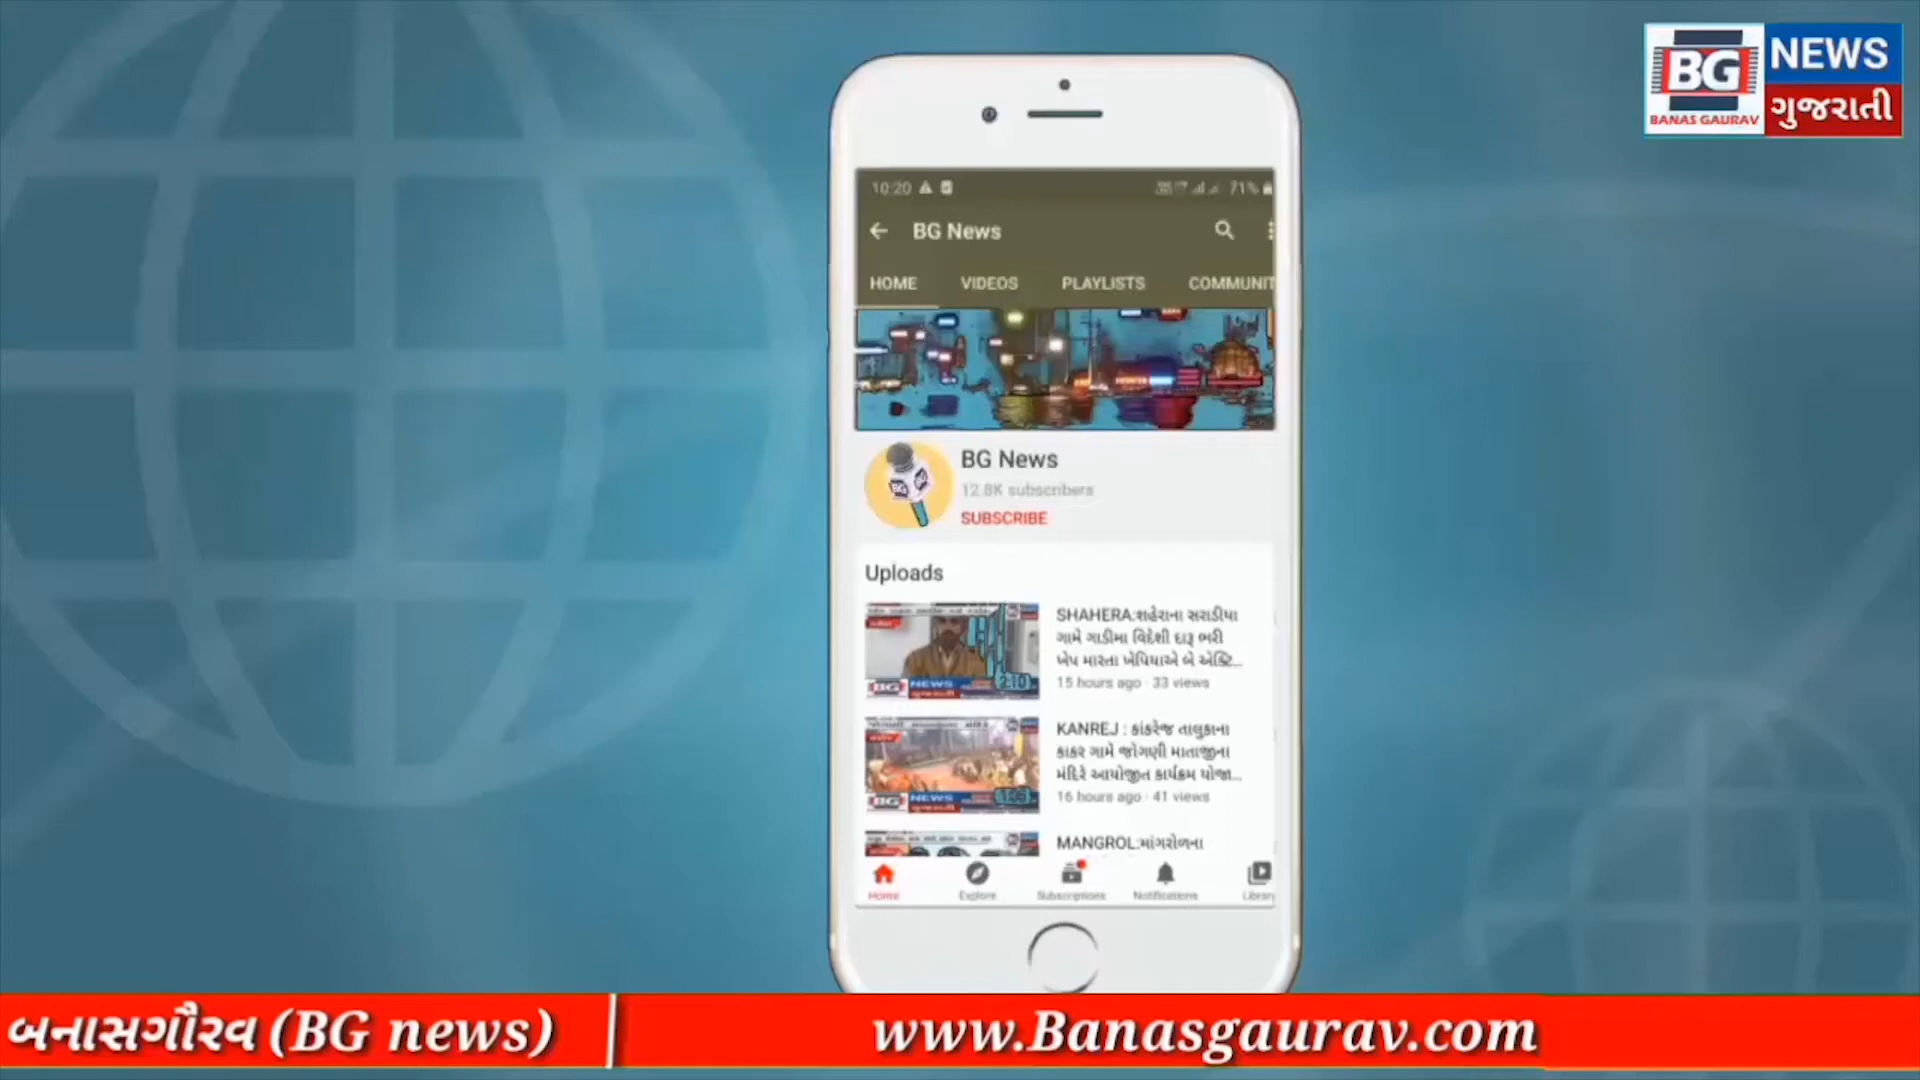 BG
NEWS
BANAS GAURAV
ગુજરાતી
10:20
71%
BG News
HOME VIDEOS PLAYLISTS COMMUNIT
BG News
12.8K subscribers
SUBSCRIBE
Uploads
SHAHERA:શહેરાના સરાડીયા
ગામે ગાડીમા વિદેશી દારૂ ભરી
ખેપ મારતા ખેપિયાએ બે એક્ટિ...
15 hours ago · 33 views
2:10
KANREJ : કાંકરેજ તાલુકાના
કાકર ગામે જોગણી માતાજીના
મંદિરે આયોજીત કાર્યક્રમ યોજા...
16 hours ago · 41 views
MANGROL:માંગરોળના
Home Explore Subscriptions Notifications Library
બનાસગૌરવ (BG news)
www.Banasgaurav.com